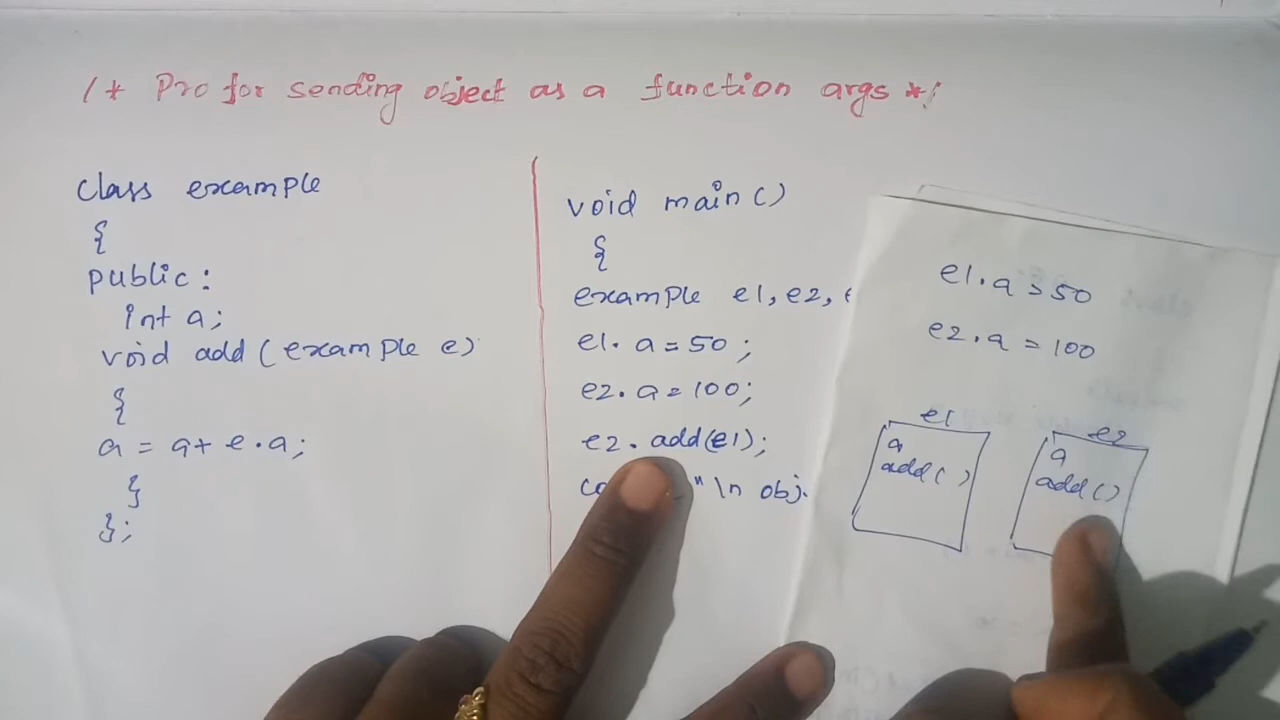 /* Pro for sending object as a function args */
class example
{
public:
int a;
void add (example e)
{
a = a + e.a;
}
};
void main()
{
example e1, e2,
e1. a = 50;
e2. a = 100;
e2. add(e1);
"\n obj.
e1.a = 50
e2.a = 100
e1
a
add( )
e2
a
add()